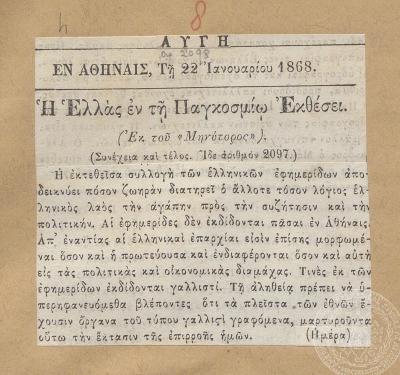 h 8
ΑΥΓΗ
αρ 2098
ΕΝ ΑΘΗΝΑΙΣ, Τῇ 22 Ἰανουαρίου 1868.
Ἡ Ἑλλὰς ἐν τῇ Παγκοσμίῳ Ἐκθέσει.
(Ἐκ τοῦ «Μηνύτορος»).
(Συνέχεια καὶ τέλος. Ἴδε ἀριθμὸν 2097.)
Ἡ ἐκτεθεῖσα συλλογὴ τῶν ἑλληνικῶν ἐφημερίδων ἀπο-
δεικνύει πόσον ζωηρὰν διατηρεῖ ὁ ἄλλοτε τόσον λόγιος ἑλ-
ληνικὸς λαὸς τὴν ἀγάπην πρὸς τὴν συζήτησιν καὶ τὴν
πολιτικήν. Αἱ ἐφημερίδες δὲν ἐκδίδονται πᾶσαι ἐν Ἀθήναις.
Ἀπ' ἐναντίας αἱ ἑλληνικαὶ ἐπαρχίαι εἰσὶν ἐπίσης μορφωμέ-
ναι ὅσον καὶ ἡ πρωτεύουσα καὶ ἐνδιαφέρονται ὅσον καὶ αὐτὴ
εἰς τὰς πολιτικὰς καὶ οἰκονομικὰς διαμάχας. Τινὲς ἐκ τῶν
ἐφημερίδων ἐκδίδονται γαλλιστί. Τῇ ἀληθείᾳ πρέπει νὰ ὑ-
περηφανευόμεθα βλέποντες ὅτι τὰ πλεῖστα τῶν ἐθνῶν ἔ-
χουσιν ὄργανα τοῦ τύπου γαλλιστὶ γραφόμενα, μαρτυροῦντα
οὕτω τὴν ἔκτασιν τῆς ἐπιρροῆς ἡμῶν. (Ἡμέρα)